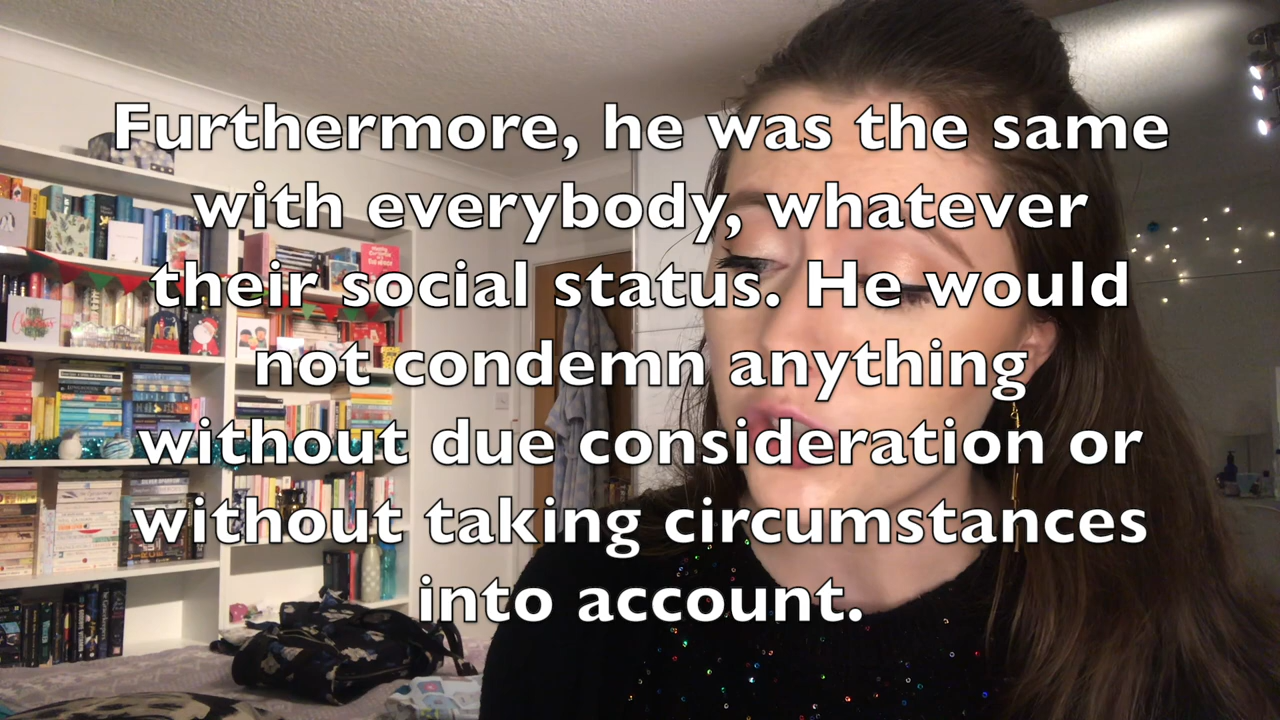 Furthermore, he was the same
with everybody, whatever
their social status. He would
not condemn anything
without due consideration or
without taking circumstances
into account.